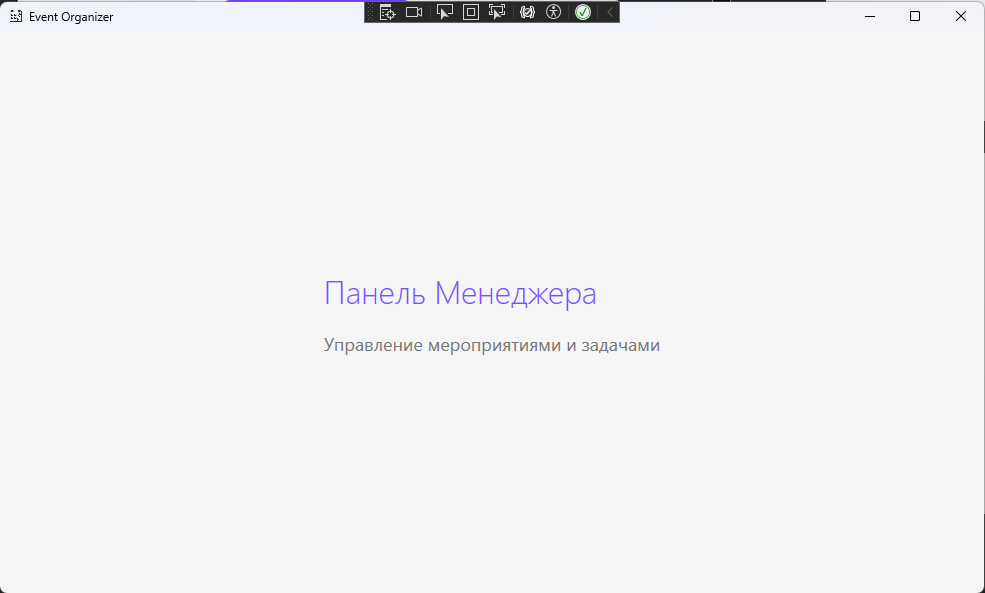 Event Organizer
Панель Менеджера
Управление мероприятиями и задачами